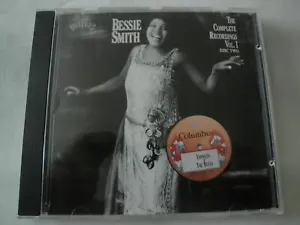 BESSIE
SMITH
THE
COMPLETE
RECORDINGS
VOL. 1
DISC TWO
Columbia